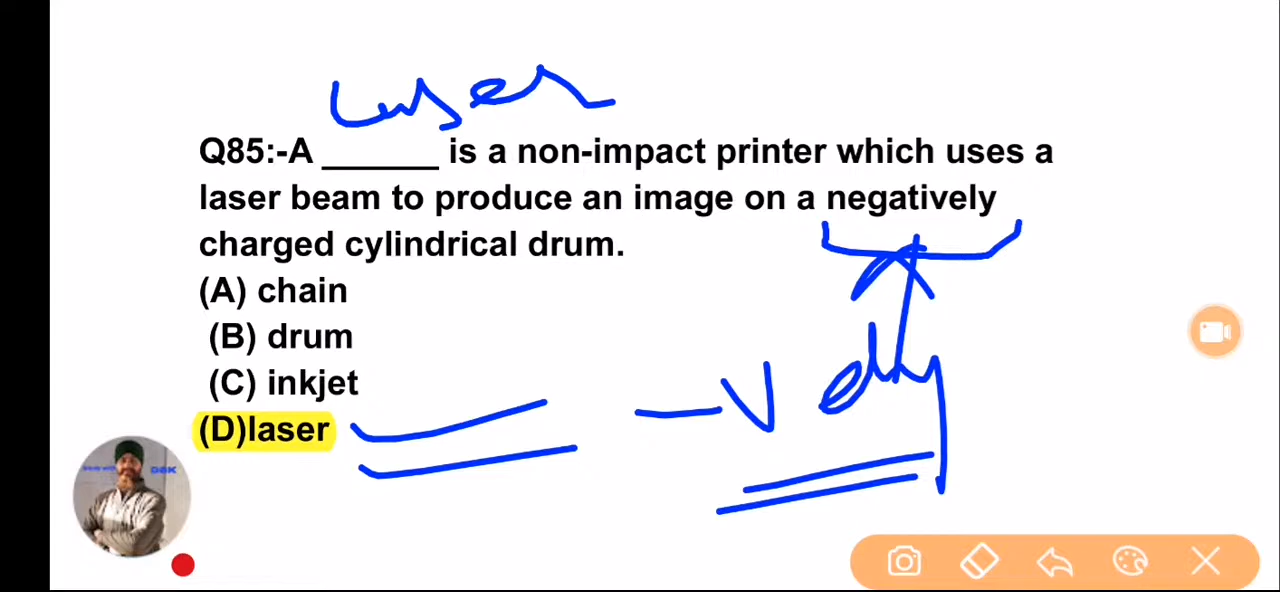 Laser
Q85:-A ______ is a non-impact printer which uses a
laser beam to produce an image on a negatively
charged cylindrical drum.
(A) chain
(B) drum
(C) inkjet
(D)laser